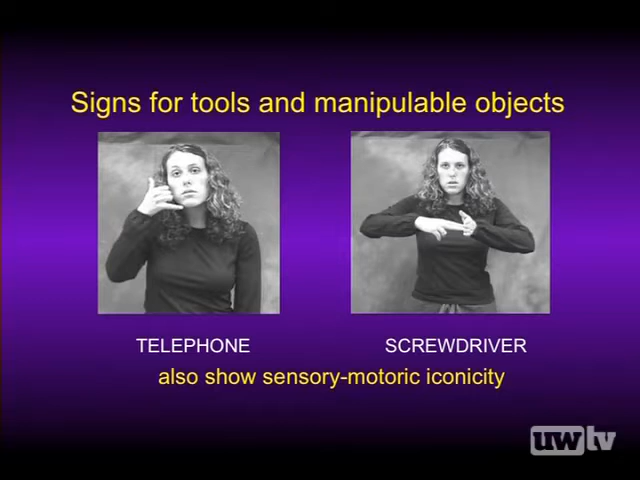 Signs for tools and manipulable objects
TELEPHONE
SCREWDRIVER
also show sensory-motoric iconicity
uwtv